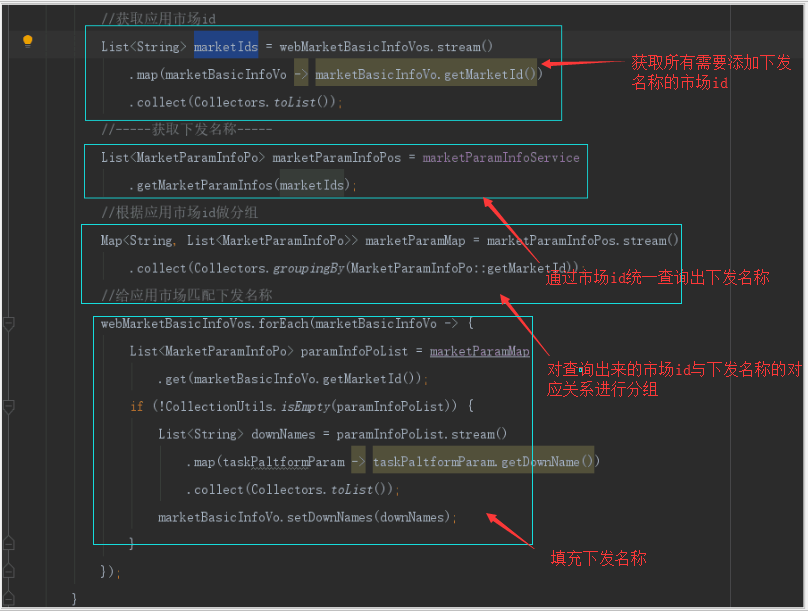 //获取应用市场id
List<String> marketIds = webMarketBasicInfoVos.stream()
.map(marketBasicInfoVo -> marketBasicInfoVo.getMarketId())
获取所有需要添加下发
名称的市场id
.collect(Collectors.toList());
//-----获取下发名称-----
List<MarketParamInfoPo> marketParamInfoPos = marketParamInfoService
.getMarketParamInfos(marketIds);
//根据应用市场id做分组
Map<String, List<MarketParamInfoPo>> marketParamMap = marketParamInfoPos.stream()
.collect(Collectors.groupingBy(MarketParamInfoPo::getMarketId));
通过市场id统一查询出下发名称
//给应用市场匹配下发名称
webMarketBasicInfoVos.forEach(marketBasicInfoVo -> {
List<MarketParamInfoPo> paramInfoPoList = marketParamMap
.get(marketBasicInfoVo.getMarketId());
对查询出来的市场id与下发名称的对
应关系进行分组
if (!CollectionUtils.isEmpty(paramInfoPoList)) {
List<String> downNames = paramInfoPoList.stream()
.map(taskPaltformParam -> taskPaltformParam.getDownName())
.collect(Collectors.toList());
marketBasicInfoVo.setDownNames(downNames);
}
填充下发名称
});
}